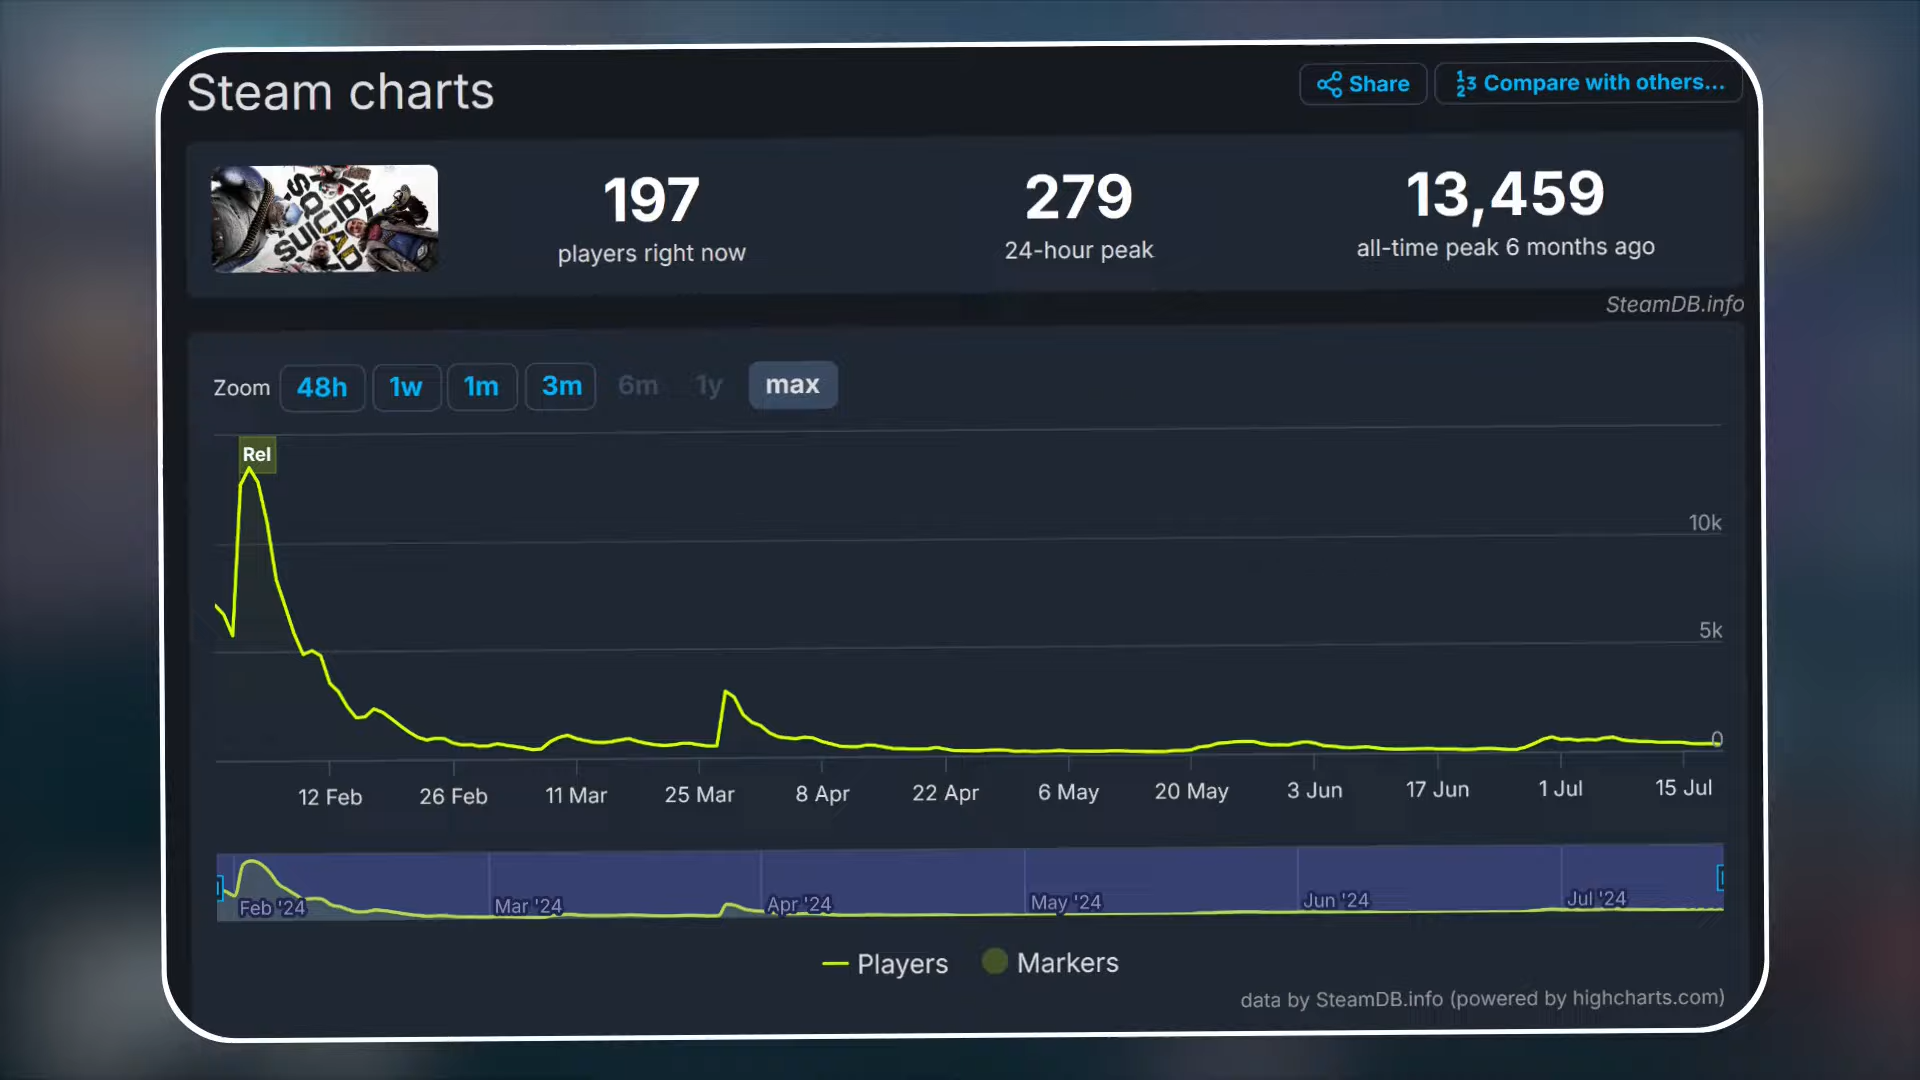 Steam charts
Share
Compare with others...
SUICIDE
SQUAD
197
players right now
279
24-hour peak
13,459
all-time peak 6 months ago
SteamDB.info
Zoom 48h 1w 1m 3m 6m 1y max
Rel
10k
5k
0
12 Feb 26 Feb 11 Mar 25 Mar 8 Apr 22 Apr 6 May 20 May 3 Jun 17 Jun 1 Jul 15 Jul
Feb '24 Mar '24 Apr '24 May '24 Jun '24 Jul '24
Players Markers
data by SteamDB.info (powered by highcharts.com)